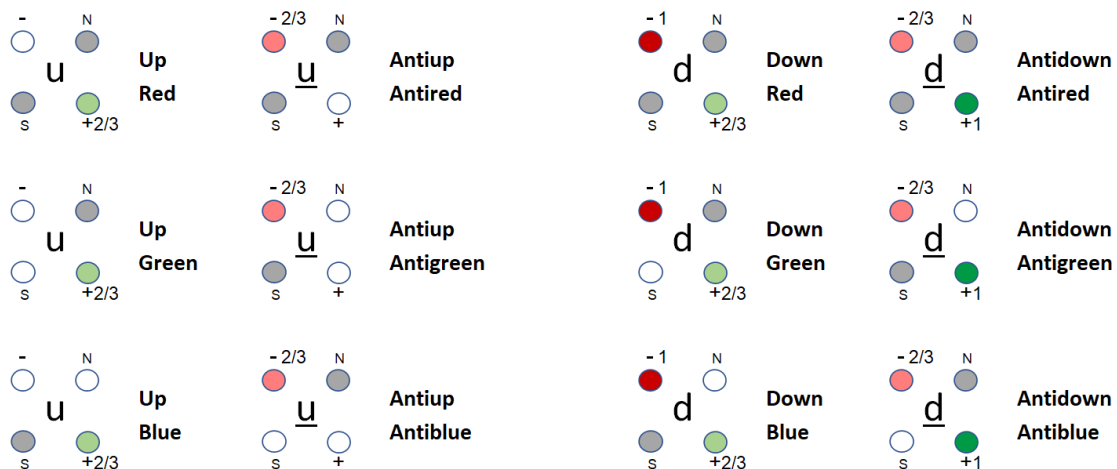 - N - 2/3 N - 1 N - 2/3 N
u Up Red u Antiup Antired d Down Red d Antidown Antired
S +2/3 S + S +2/3 S +1
- N - 2/3 N - 1 N - 2/3 N
u Up Green u Antiup Antigreen d Down Green d Antidown Antigreen
S +2/3 S + S +2/3 S +1
- N - 2/3 N - 1 N - 2/3 N
u Up Blue u Antiup Antiblue d Down Blue d Antidown Antiblue
S +2/3 S + S +2/3 S +1